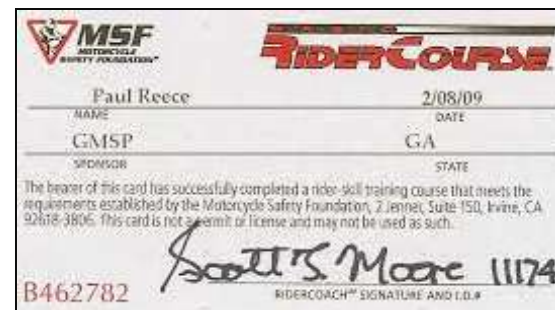 MSF
MOTORCYCLE
SAFETY FOUNDATION
RIDERCOURSE
Paul Reece 2/08/09
NAME DATE
GMSP GA
SPONSOR STATE
The bearer of this card has successfully completed a rider-skill training course that meets the
requirements established by the Motorcycle Safety Foundation, 2 Jenner, Suite 150, Irvine, CA
92618-3806. This card is not a permit or license and may not be used as such.
Scott S Moore 11174
B462782
RIDERCOACH℠ SIGNATURE AND I.D.#